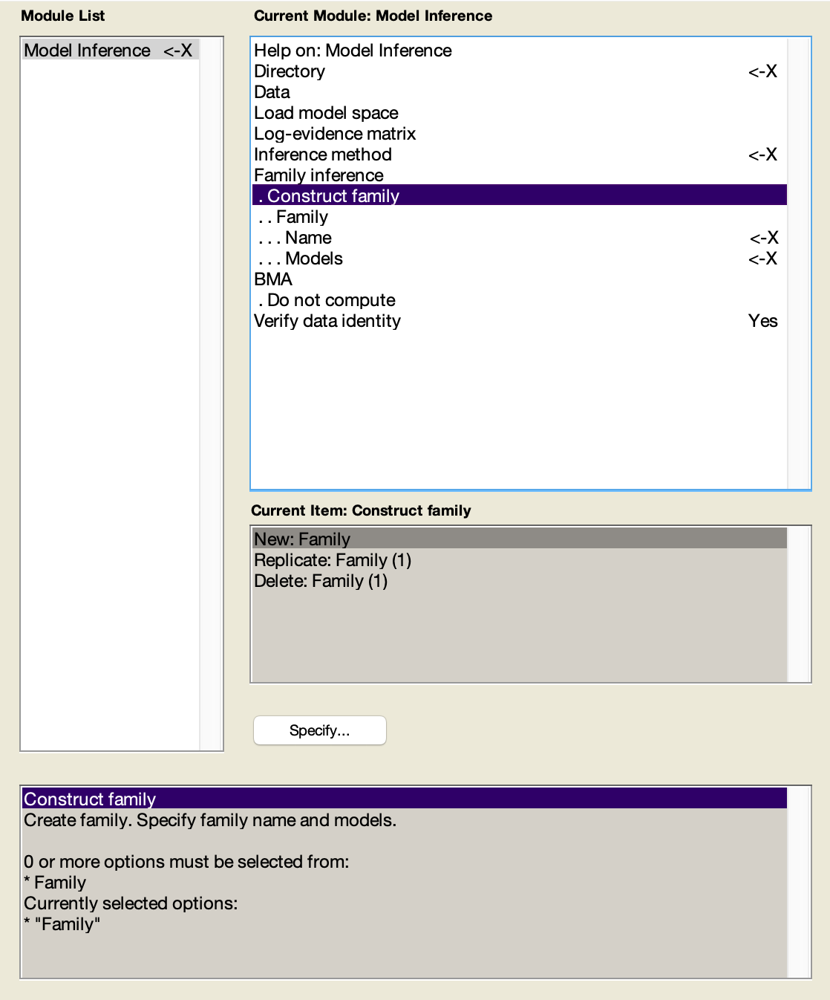 Module List
Current Module: Model Inference
Model Inference <-X
Help on: Model Inference
Directory <-X
Data
Load model space
Log-evidence matrix
Inference method <-X
Family inference
. Construct family
. . Family
. . . Name <-X
. . . Models <-X
BMA
. Do not compute
Verify data identity Yes
Current Item: Construct family
New: Family
Replicate: Family (1)
Delete: Family (1)
Specify...
Construct family
Create family. Specify family name and models.
0 or more options must be selected from:
* Family
Currently selected options:
* "Family"